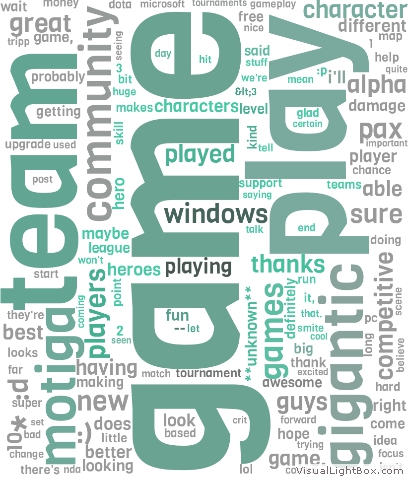 wait
money
dota
microsoft
tournaments
gameplay
character
great
seeing
free
nice
different
tripp
game,
day
hit
said
stuff
1
map
probably
3
bit
we're
:p
i'll
help
quite
team
community
huge
&lt;3
mean
alpha
getting
makes
characters
level
glad
certain
damage
upgrade
used
skill
played
kind
tell
play
pax
important
player
chance
post
hero
game
support
saying
teams
able
windows
sure
maybe
league
talk
end
doing
start
won't
heroes
playing
thanks
motiga
players
point
run
gigantic
competitive
scene
they're
coming
fun
-- let
**unknown**
games
definitely
it,
that.
pc
best
2
seen
smite
cool
long
believe
looks
big
far
:d
having
match
tournament
thank
excited
hard
super
making
awesome
10*
set
:)
new
look
based
crit
guys
right
bad
does
little
forward
hope
trying
come
change
better
idea
there's
nda
looking
lol
game.
focus
VisualLightBox.com